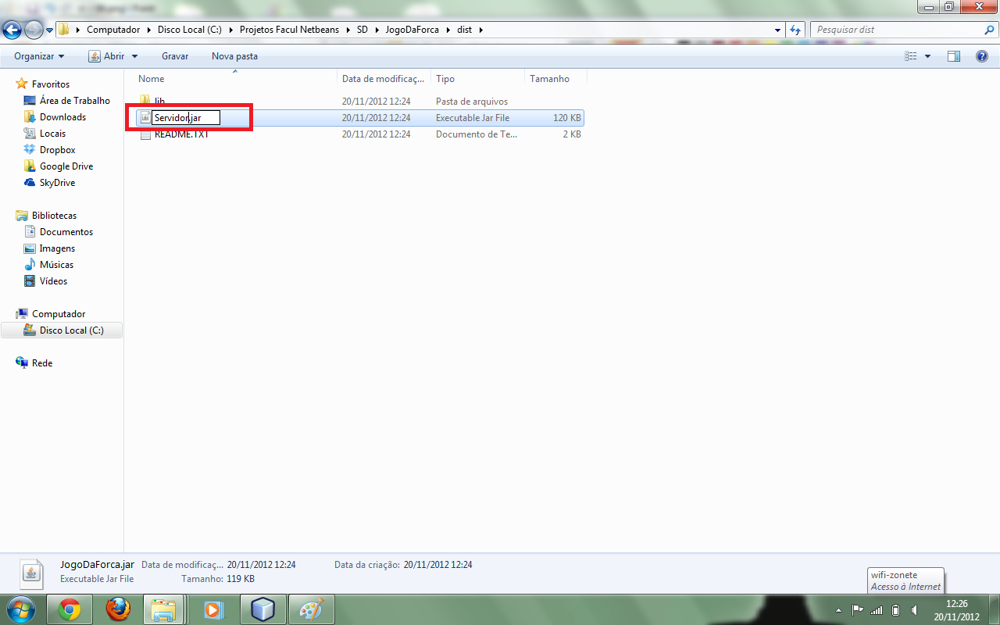 Computador Disco Local (C:) Projetos Facul Netbeans SD JogoDaForca dist Pesquisar dist
Organizar Abrir Gravar Nova pasta
Nome Data de modificaç... Tipo Tamanho
Favoritos
Área de Trabalho
Downloads
Locais
Dropbox
Google Drive
SkyDrive
Bibliotecas
Documentos
Imagens
Músicas
Vídeos
Computador
Disco Local (C:)
Rede
lib 20/11/2012 12:24 Pasta de arquivos
Servidor.jar 20/11/2012 12:24 Executable Jar File 120 KB
README.TXT 20/11/2012 12:24 Documento de Te... 2 KB
JogoDaForca.jar Data de modificaç... 20/11/2012 12:24 Data da criação: 20/11/2012 12:24
Executable Jar File Tamanho: 119 KB
wifi-zonete
Acesso à Internet
12:26
20/11/2012